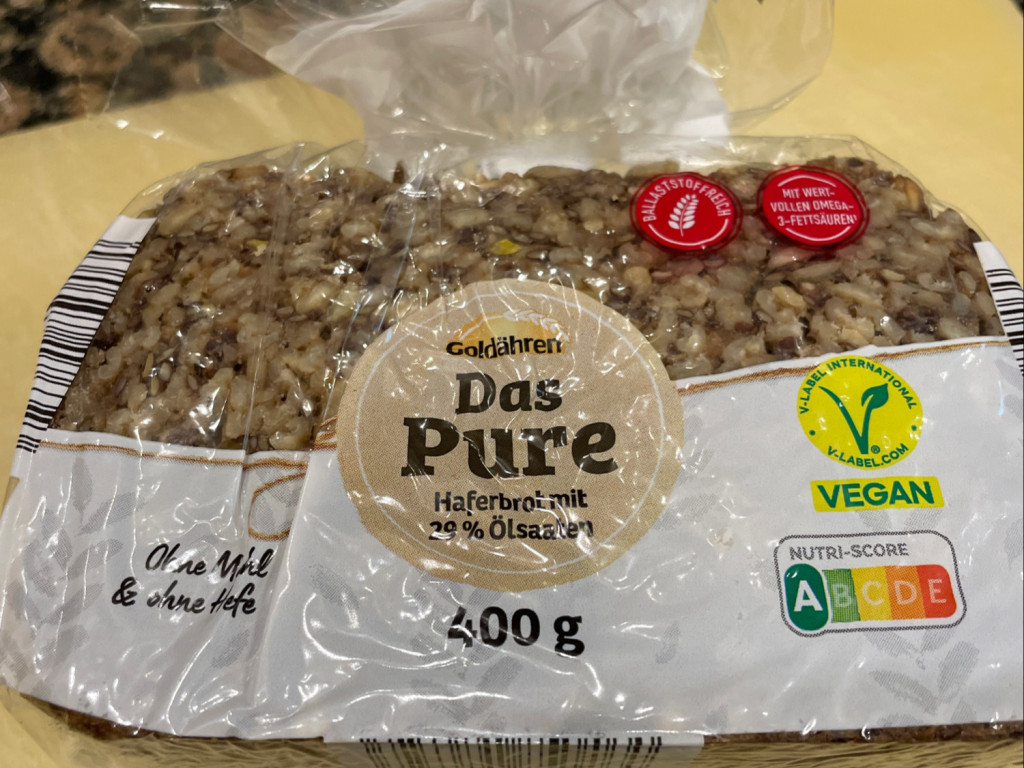 BALLASTSTOFFREICH
MIT WERT-
VOLLEN OMEGA-
3-FETTSÄUREN¹
Goldähren
Das
Pure
Haferbrot mit
29 % Ölsaaten
400 g
Ohne Mehl
& ohne Hefe
V-LABEL INTERNATIONAL
® V-LABEL.COM
VEGAN
NUTRI-SCORE
A B C D E